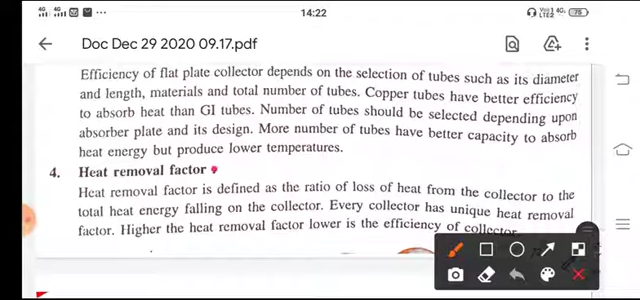 4G 4G 14:22 4G 75
Doc Dec 29 2020 09.17.pdf
Efficiency of flat plate collector depends on the selection of tubes such as its diameter
and length, materials and total number of tubes. Copper tubes have better efficiency
to absorb heat than GI tubes. Number of tubes should be selected depending upon
absorber plate and its design. More number of tubes have better capacity to absorb
heat energy but produce lower temperatures.
4. Heat removal factor
Heat removal factor is defined as the ratio of loss of heat from the collector to the
total heat energy falling on the collector. Every collector has unique heat removal
factor. Higher the heat removal factor lower is the efficiency of collector